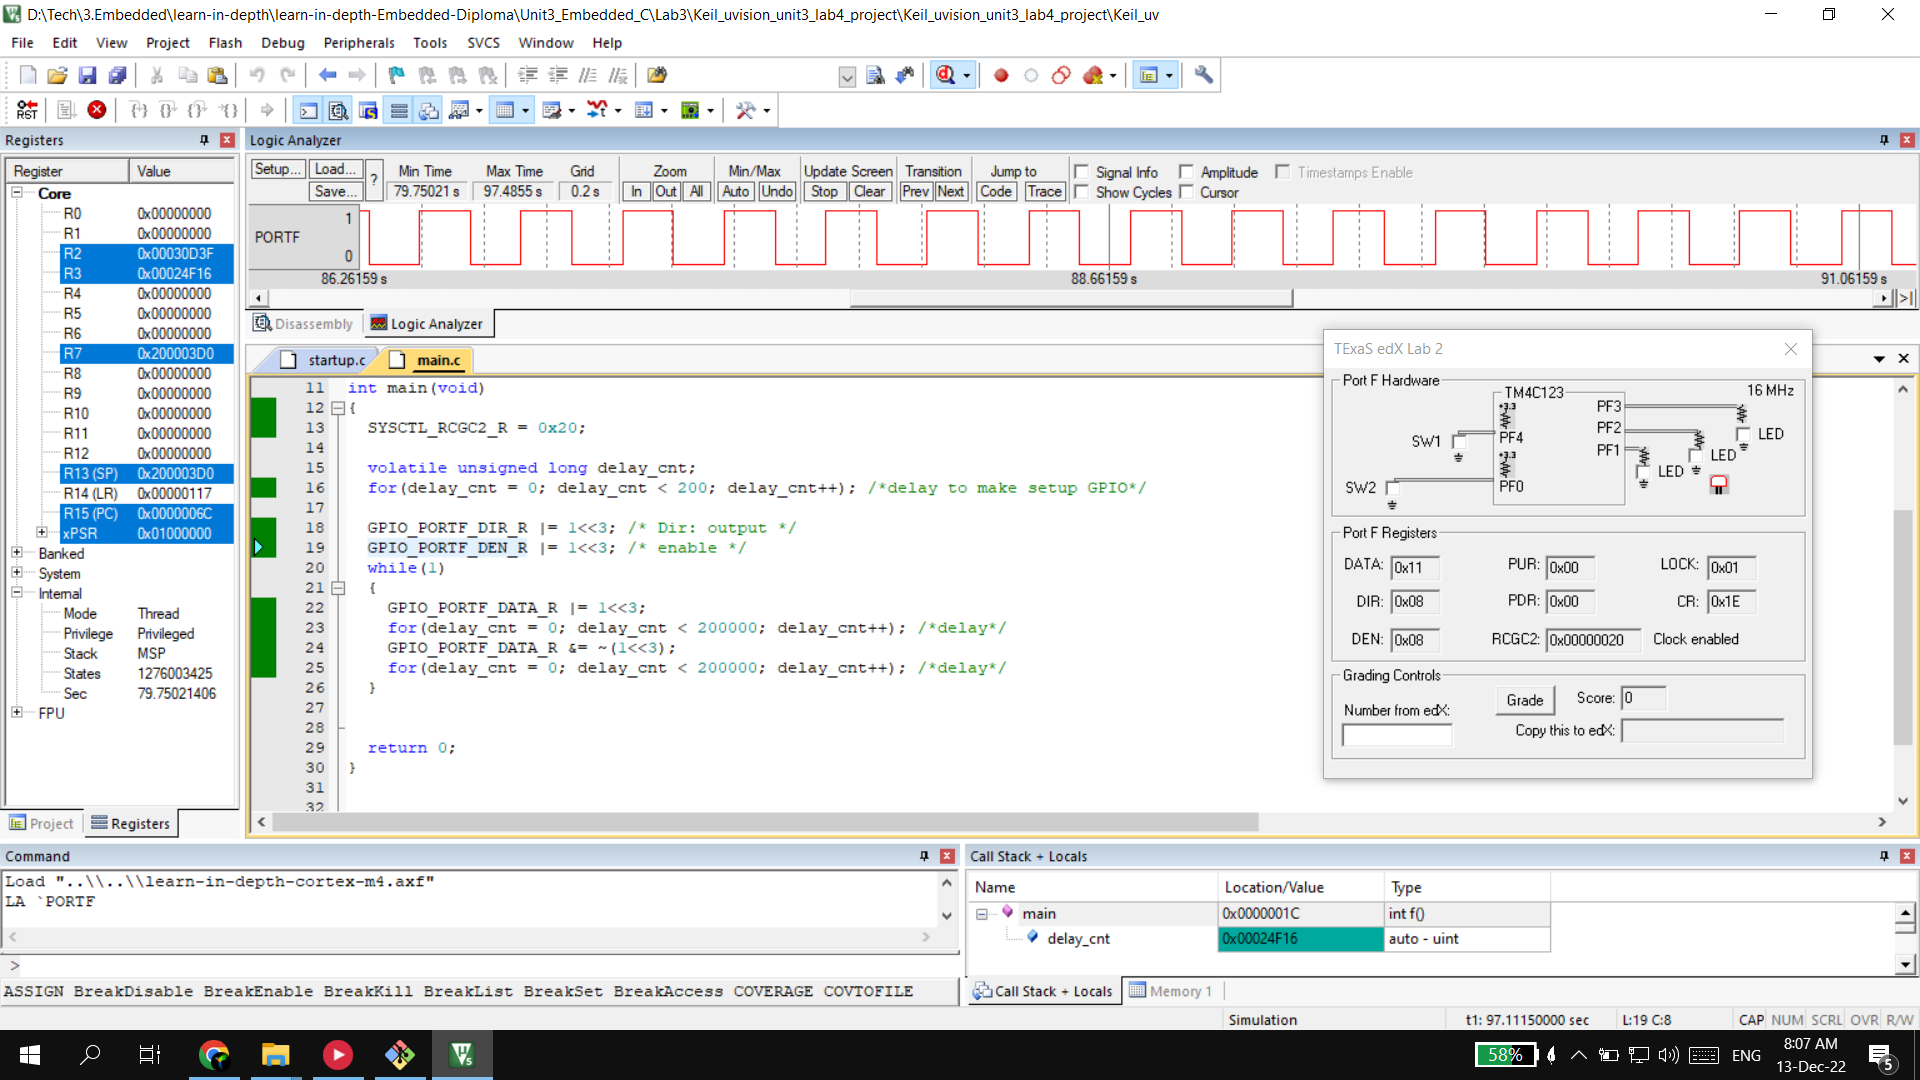 D:\Tech\3.Embedded\learn-in-depth\learn-in-depth-Embedded-Diploma\Unit3_Embedded_C\Lab3\Keil_uvision_unit3_lab4_project\Keil_uvision_unit3_lab4_project\Keil_uv
File Edit View Project Flash Debug Peripherals Tools SVCS Window Help
RST
Registers
Register Value
Core
R0 0x00000000
R1 0x00000000
R2 0x00030D3F
R3 0x00024F16
R4 0x00000000
R5 0x00000000
R6 0x00000000
R7 0x200003D0
R8 0x00000000
R9 0x00000000
R10 0x00000000
R11 0x00000000
R12 0x00000000
R13 (SP) 0x200003D0
R14 (LR) 0x00000117
R15 (PC) 0x0000006C
xPSR 0x01000000
Banked
System
Internal
Mode Thread
Privilege Privileged
Stack MSP
States 1276003425
Sec 79.75021406
FPU
Project Registers
Logic Analyzer
Setup... Load... ? Min Time Max Time Grid Zoom Min/Max Update Screen Transition Jump to Signal Info Amplitude Timestamps Enable
Save... 79.75021 s 97.4855 s 0.2 s In Out All Auto Undo Stop Clear Prev Next Code Trace Show Cycles Cursor
1
PORTF
0
86.26159 s 88.66159 s 91.06159 s
Disassembly Logic Analyzer
startup.c main.c
11 int main(void)
12 {
13 SYSCTL_RCGC2_R = 0x20;
14
15 volatile unsigned long delay_cnt;
16 for(delay_cnt = 0; delay_cnt < 200; delay_cnt++); /*delay to make setup GPIO*/
17
18 GPIO_PORTF_DIR_R |= 1<<3; /* Dir: output */
19 GPIO_PORTF_DEN_R |= 1<<3; /* enable */
20 while(1)
21 {
22 GPIO_PORTF_DATA_R |= 1<<3;
23 for(delay_cnt = 0; delay_cnt < 200000; delay_cnt++); /*delay*/
24 GPIO_PORTF_DATA_R &= ~(1<<3);
25 for(delay_cnt = 0; delay_cnt < 200000; delay_cnt++); /*delay*/
26 }
27
28
29 return 0;
30 }
31
32
TExaS edX Lab 2
Port F Hardware
TM4C123 16 MHz
+3.3 PF3
PF4 PF2 LED
SW1 PF1 LED
+3.3 LED
SW2 PF0
Port F Registers
DATA: 0x11 PUR: 0x00 LOCK: 0x01
DIR: 0x08 PDR: 0x00 CR: 0x1E
DEN: 0x08 RCGC2: 0x00000020 Clock enabled
Grading Controls
Number from edX: Grade Score: 0
Copy this to edX:
Command
Load "..\\..\\learn-in-depth-cortex-m4.axf"
LA `PORTF
>
ASSIGN BreakDisable BreakEnable BreakKill BreakList BreakSet BreakAccess COVERAGE COVTOFILE
Call Stack + Locals
Name Location/Value Type
main 0x0000001C int f()
delay_cnt 0x00024F16 auto - uint
Call Stack + Locals Memory 1
Simulation t1: 97.11150000 sec L:19 C:8 CAP NUM SCRL OVR R/W
58% ENG 8:07 AM
13-Dec-22 5